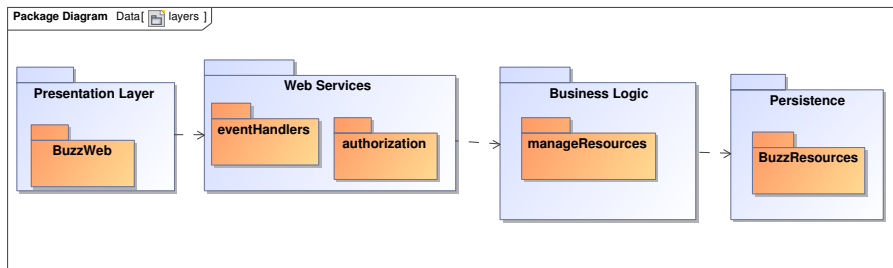 Package Diagram Data[ layers ]
Presentation Layer
BuzzWeb
Web Services
eventHandlers
authorization
Business Logic
manageResources
Persistence
BuzzResources